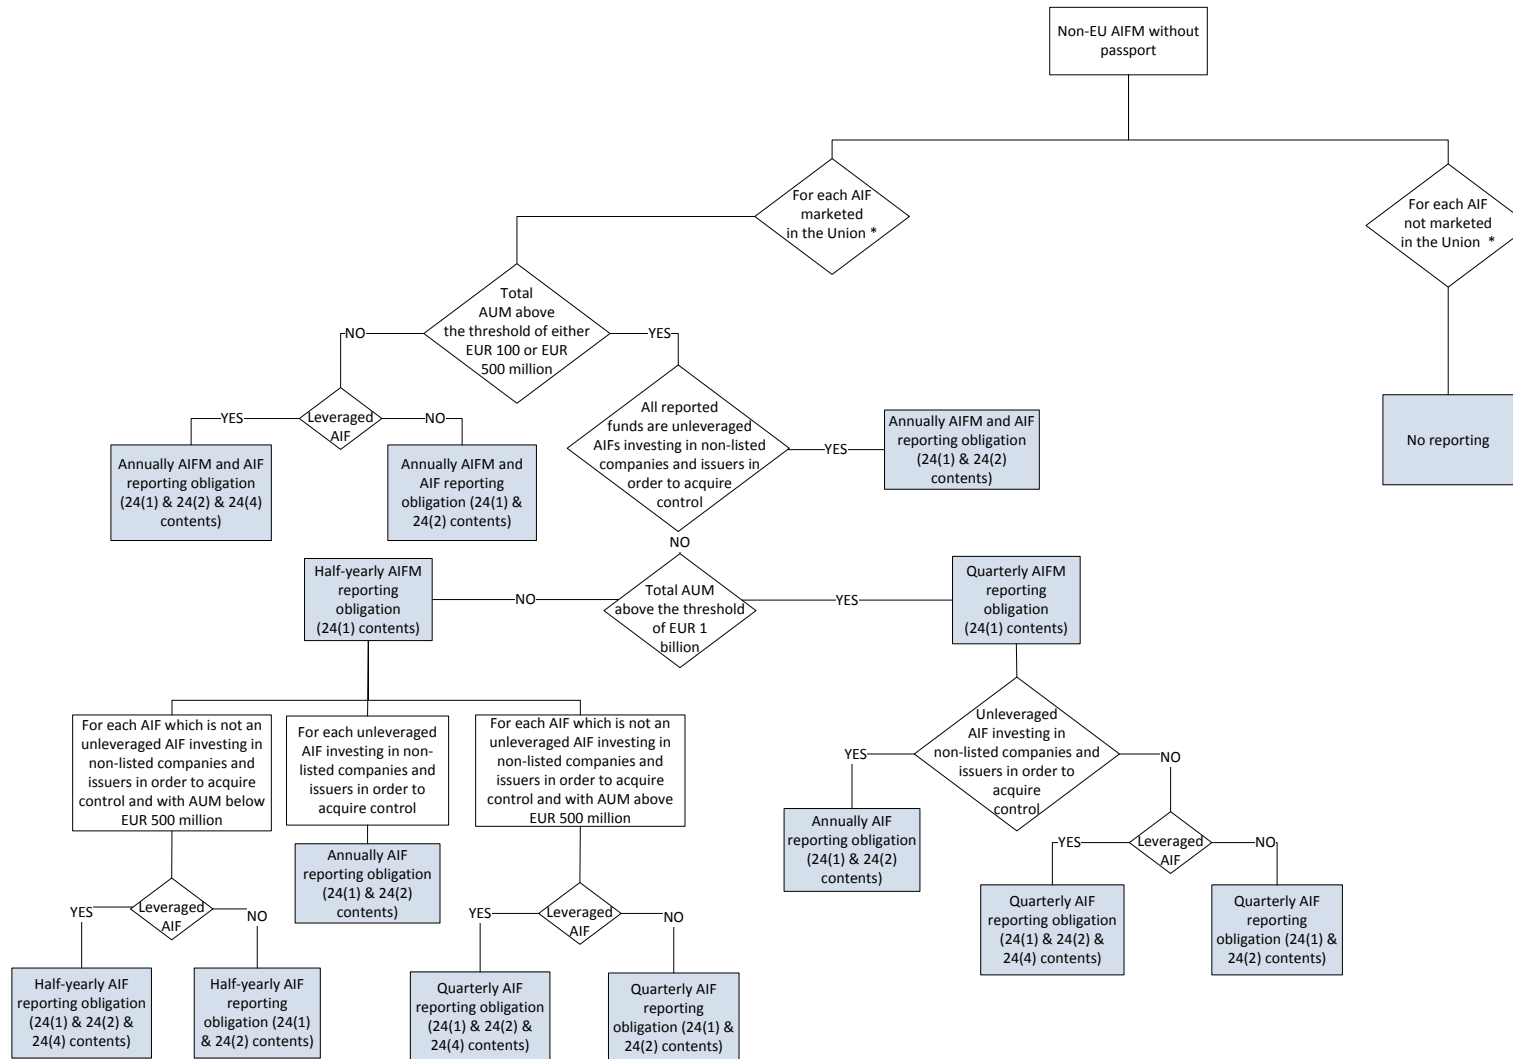 Non-EU AIFM without
passport
For each AIF
marketed
in the Union *
For each AIF
not marketed
in the Union *
Total
AUM above
the threshold of either
EUR 100 or EUR
500 million
NO
YES
Leveraged
AIF
YES
NO
All reported
funds are unleveraged
AIFs investing in non-listed
companies and issuers in
order to acquire
control
YES
Annually AIFM and AIF
reporting obligation
(24(1) & 24(2)
contents)
No reporting
Annually AIFM and AIF
reporting obligation
(24(1) & 24(2) & 24(4)
contents)
Annually AIFM and
AIF reporting
obligation (24(1) &
24(2) contents)
NO
Half-yearly AIFM
reporting
obligation
(24(1) contents)
NO
Total AUM
above the threshold
of EUR 1
billion
YES
Quarterly AIFM
reporting
obligation
(24(1) contents)
For each AIF which is not an
unleveraged AIF investing in
non-listed companies and
issuers in order to acquire
control and with AUM below
EUR 500 million
For each unleveraged
AIF investing in non-
listed companies and
issuers in order to
acquire control
For each AIF which is not an
unleveraged AIF investing in
non-listed companies and
issuers in order to acquire
control and with AUM above
EUR 500 million
Unleveraged
AIF investing in
non-listed companies and
issuers in order to
acquire
control
YES
NO
Annually AIF
reporting obligation
(24(1) & 24(2)
contents)
Annually AIF
reporting obligation
(24(1) & 24(2)
contents)
YES
Leveraged
AIF
NO
YES
Leveraged
AIF
NO
YES
Leveraged
AIF
NO
Quarterly AIF
reporting obligation
(24(1) & 24(2) &
24(4) contents)
Quarterly AIF
reporting
obligation (24(1) &
24(2) contents)
Half-yearly AIF
reporting obligation
(24(1) & 24(2) &
24(4) contents)
Half-yearly AIF
reporting
obligation (24(1)
& 24(2) contents)
Quarterly AIF
reporting obligation
(24(1) & 24(2) &
24(4) contents)
Quarterly AIF
reporting
obligation (24(1) &
24(2) contents)